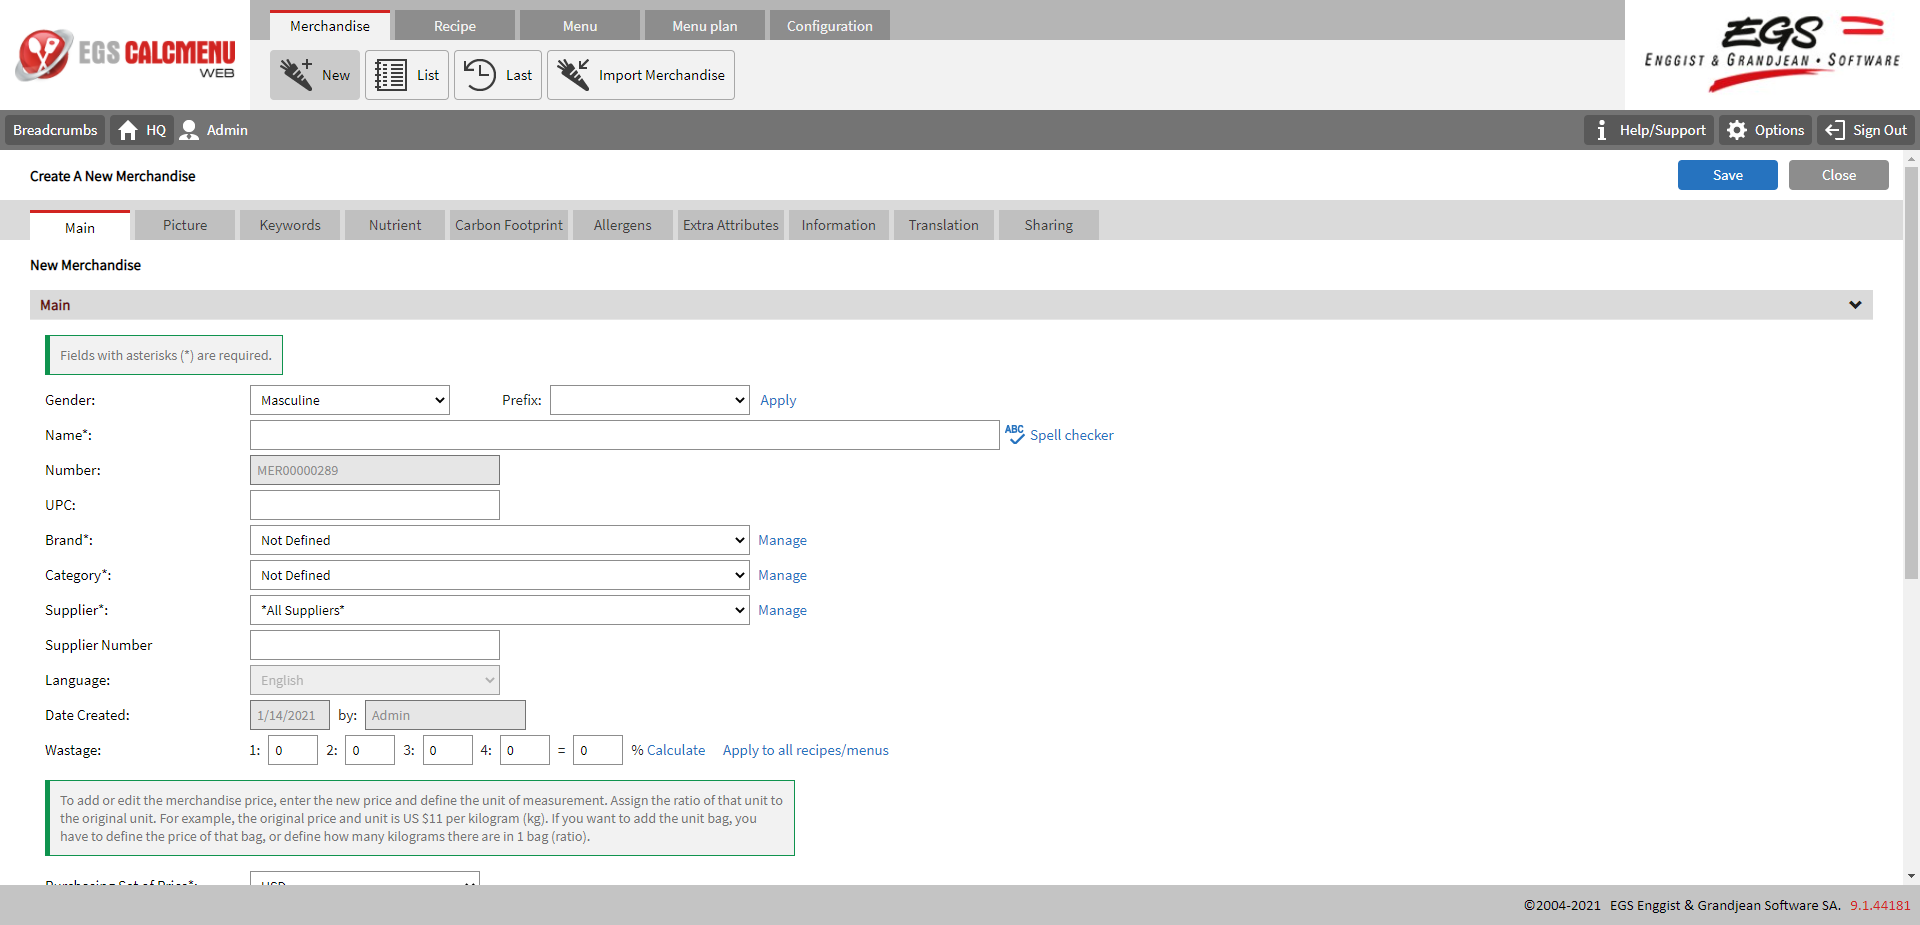 EGS CALCMENU
WEB
Merchandise Recipe Menu Menu plan Configuration
New List Last Import Merchandise
EGS
ENGGIST & GRANDJEAN • SOFTWARE
Breadcrumbs HQ Admin Help/Support Options Sign Out
Create A New Merchandise Save Close
Main Picture Keywords Nutrient Carbon Footprint Allergens Extra Attributes Information Translation Sharing
New Merchandise
Main
Fields with asterisks (*) are required.
Gender: Masculine Prefix: Apply
Name*: ABC Spell checker
Number: MER00000289
UPC:
Brand*: Not Defined Manage
Category*: Not Defined Manage
Supplier*: *All Suppliers* Manage
Supplier Number
Language: English
Date Created: 1/14/2021 by: Admin
Wastage: 1: 0 2: 0 3: 0 4: 0 = 0 % Calculate Apply to all recipes/menus
To add or edit the merchandise price, enter the new price and define the unit of measurement. Assign the ratio of that unit to
the original unit. For example, the original price and unit is US $11 per kilogram (kg). If you want to add the unit bag, you
have to define the price of that bag, or define how many kilograms there are in 1 bag (ratio).
Purchasing Set of Price*: USD
©2004-2021 EGS Enggist & Grandjean Software SA. 9.1.44181